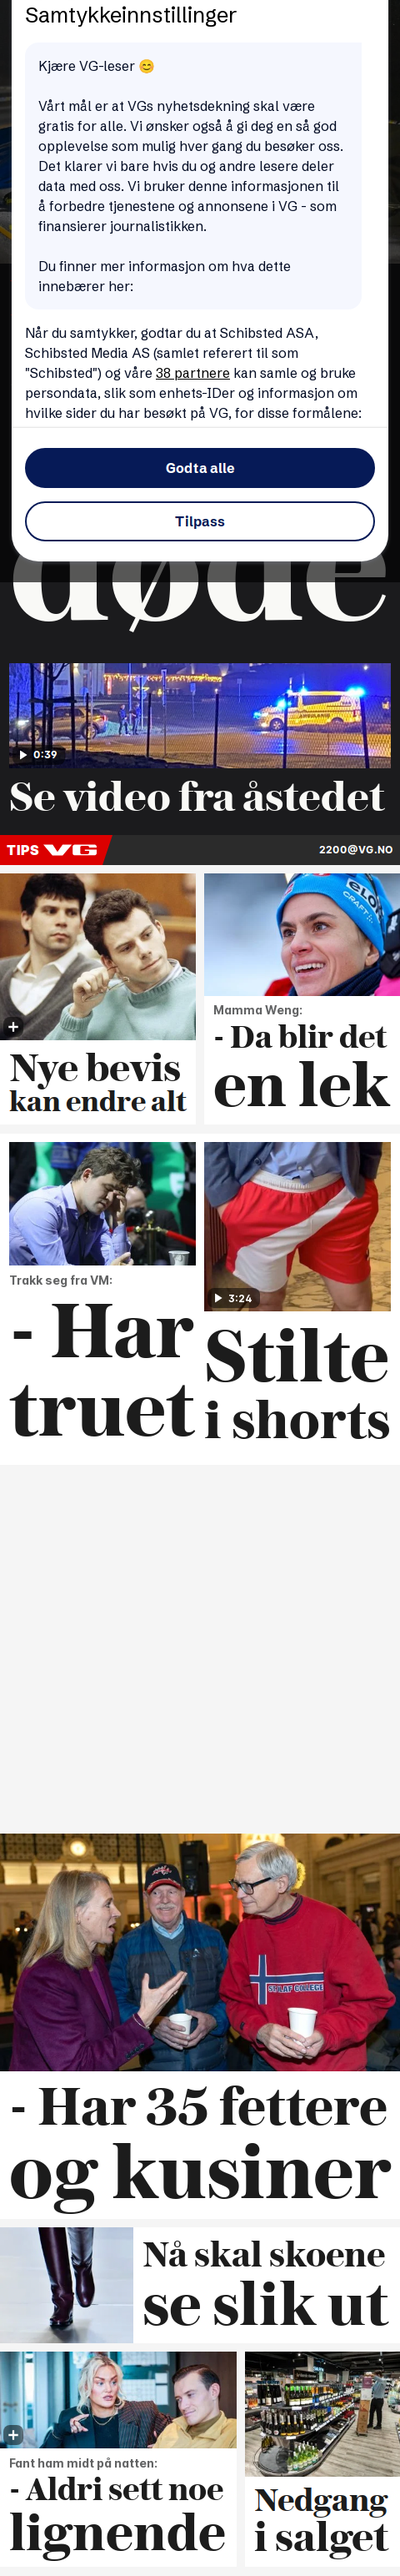 Samtykkeinnstillinger
Kjære VG-leser 😊
Vårt mål er at VGs nyhetsdekning skal være
gratis for alle. Vi ønsker også å gi deg en så god
opplevelse som mulig hver gang du besøker oss.
Det klarer vi bare hvis du og andre lesere deler
data med oss. Vi bruker denne informasjonen til
å forbedre tjenestene og annonsene i VG - som
finansierer journalistikken.
Du finner mer informasjon om hva dette
innebærer her:
Når du samtykker, godtar du at Schibsted ASA,
Schibsted Media AS (samlet referert til som
"Schibsted") og våre 38 partnere kan samle og bruke
persondata, slik som enhets-IDer og informasjon om
hvilke sider du har besøkt på VG, for disse formålene:
Godta alle
Tilpass
døde
0:39
Se video fra åstedet
TIPS VG
2200@VG.NO
Nye bevis
kan endre alt
Mamma Weng:
- Da blir det
en lek
Trakk seg fra VM:
- Har
truet
3:24
Stilte
i shorts
ST. OLAF COLLEGE
- Har 35 fettere
og kusiner
Nå skal skoene
se slik ut
Fant ham midt på natten:
- Aldri sett noe
lignende
Nedgang
i salget